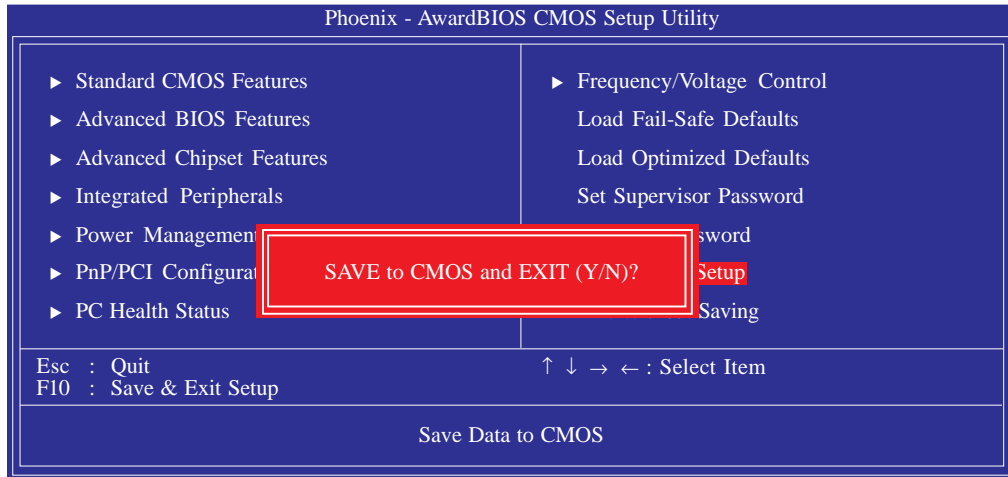 Phoenix - AwardBIOS CMOS Setup Utility
▶ Standard CMOS Features
▶ Advanced BIOS Features
▶ Advanced Chipset Features
▶ Integrated Peripherals
▶ Power Managemen
▶ PnP/PCI Configurat
▶ PC Health Status
▶ Frequency/Voltage Control
Load Fail-Safe Defaults
Load Optimized Defaults
Set Supervisor Password
sword
Setup
Saving
SAVE to CMOS and EXIT (Y/N)?
Esc : Quit
F10 : Save & Exit Setup
↑ ↓ → ← : Select Item
Save Data to CMOS